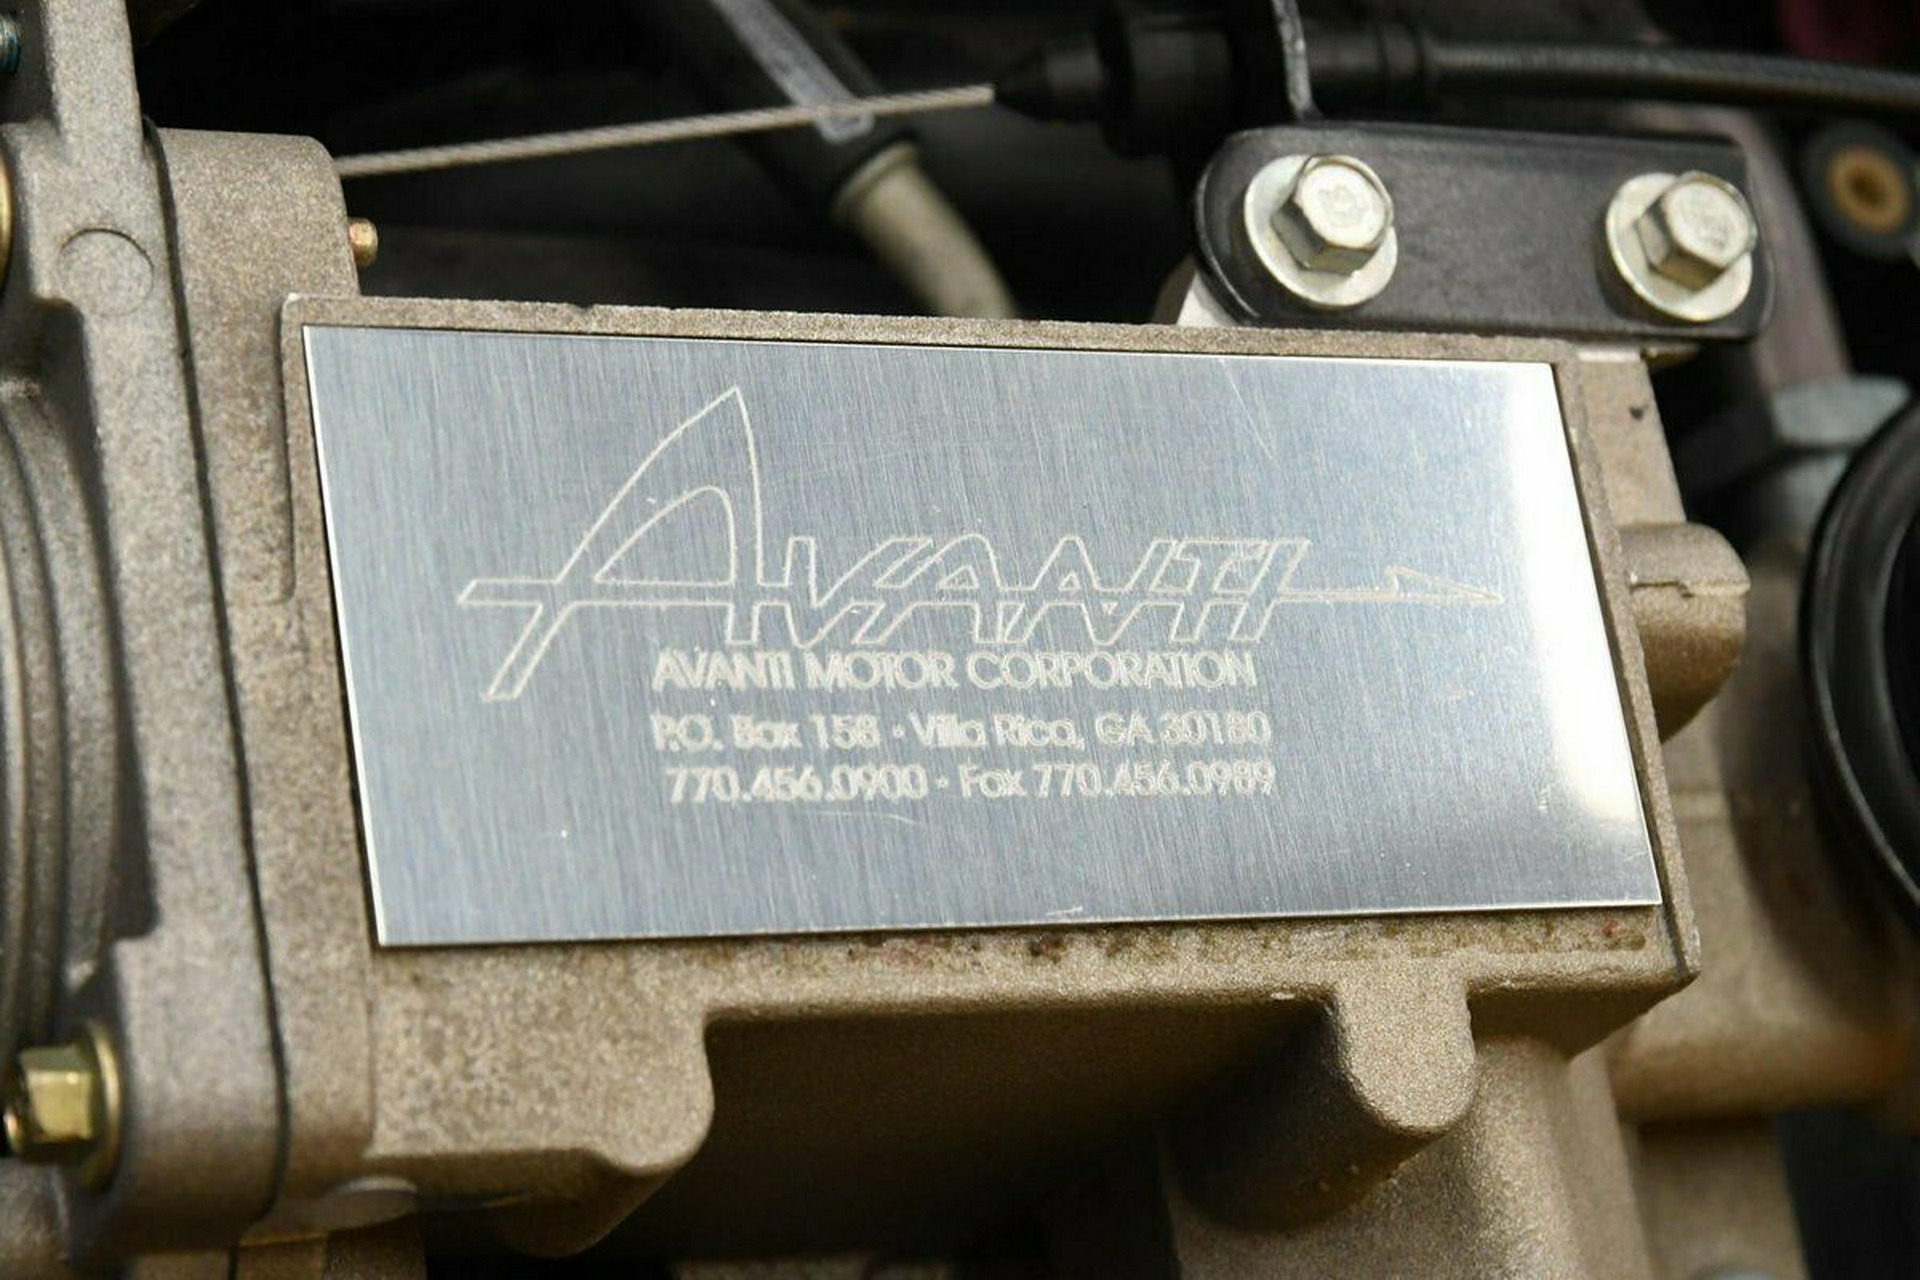 AVANTI
AVANTI MOTOR CORPORATION
P.O. Box 158 · Villa Rica, GA 30180
770.456.0900 · Fax 770.456.0989